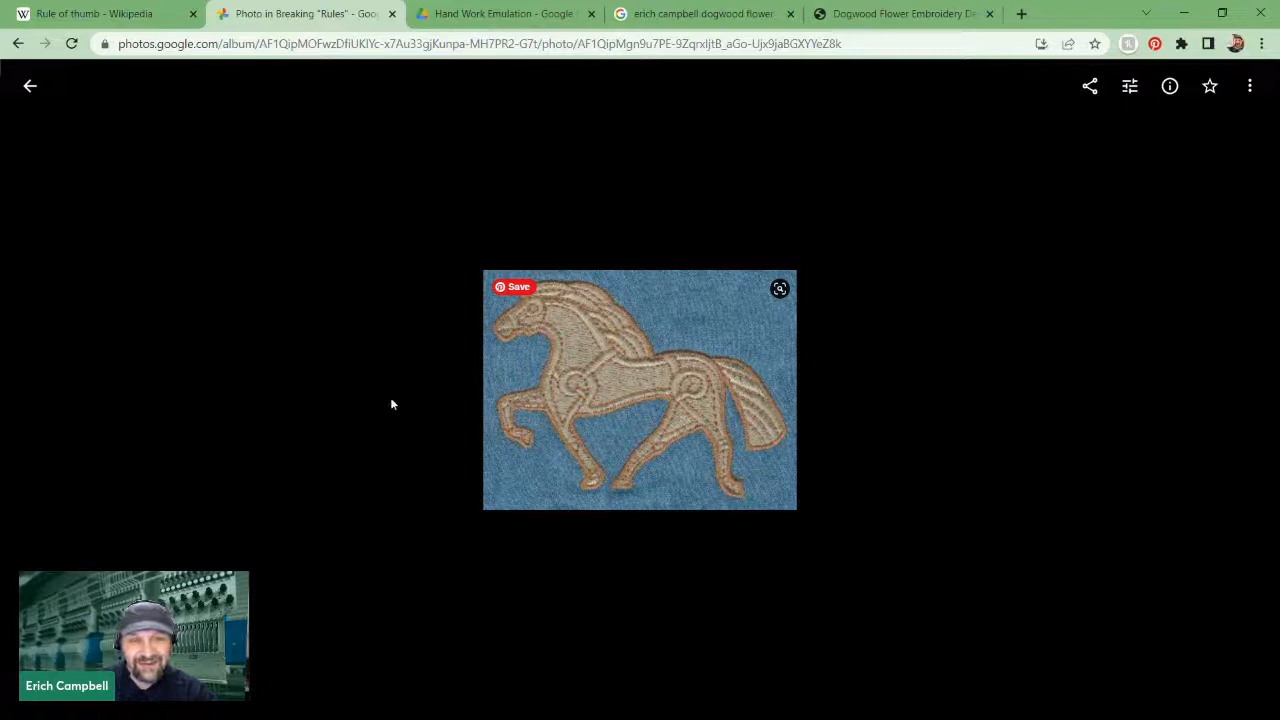 Rule of thumb - Wikipedia
Photo in Breaking "Rules" - Goo
Hand Work Emulation - Google
erich campbell dogwood flower
Dogwood Flower Embroidery De
photos.google.com/album/AF1QipMOFwzDfiUKlYc-x7Au33gjKunpa-MH7PR2-G7t/photo/AF1QipMgn9u7PE-9ZqrxljtB_aGo-Ujx9jaBGXYYeZ8k
Save
Erich Campbell